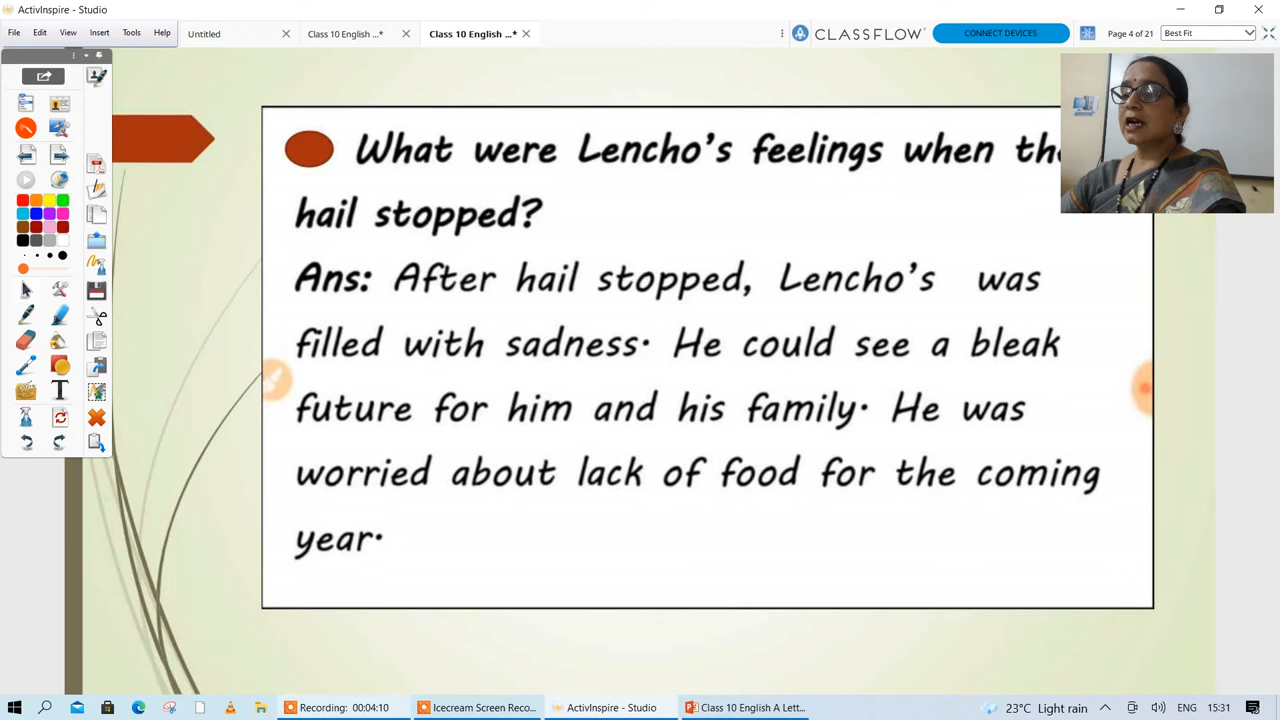 ActivInspire - Studio
File Edit View Insert Tools Help
Untitled
Class 10 English ...*
Class 10 English ...*
CLASSFLOW
CONNECT DEVICES
Page 4 of 21
Best Fit
What were Lencho's feelings when th
hail stopped?
Ans: After hail stopped, Lencho's was
filled with sadness. He could see a bleak
future for him and his family. He was
worried about lack of food for the coming
year.
Recording: 00:04:10
Icecream Screen Reco...
ActivInspire - Studio
Class 10 English A Lett...
23°C Light rain
ENG
15:31